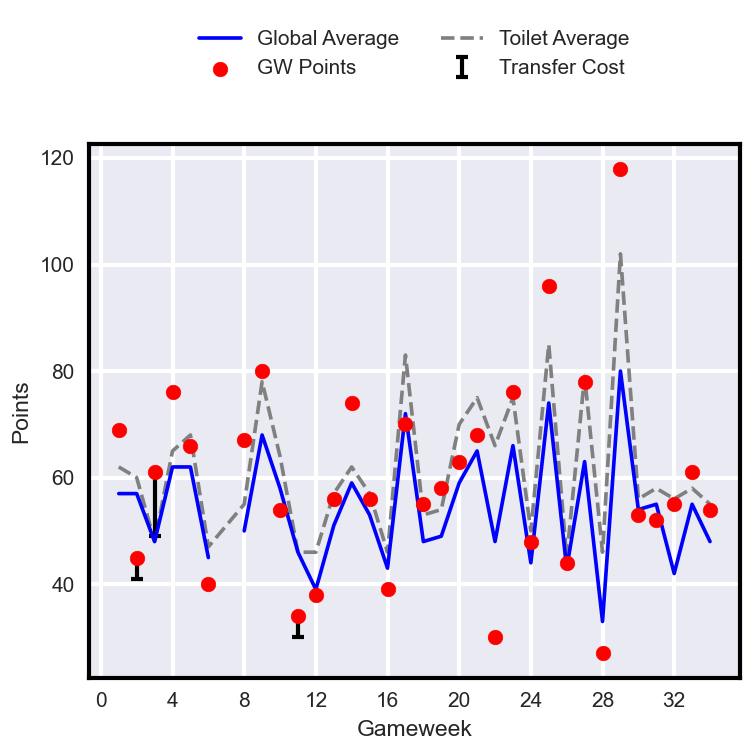 Global Average
Toilet Average
GW Points
Transfer Cost
120
100
80
60
40
Points
0 4 8 12 16 20 24 28 32
Gameweek